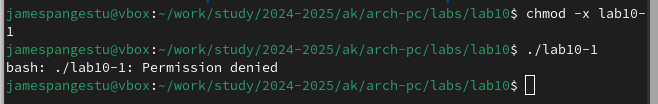 jamespangestu@vbox:~/work/study/2024-2025/ak/arch-pc/labs/lab10$ chmod -x lab10-
1
jamespangestu@vbox:~/work/study/2024-2025/ak/arch-pc/labs/lab10$ ./lab10-1
bash: ./lab10-1: Permission denied
jamespangestu@vbox:~/work/study/2024-2025/ak/arch-pc/labs/lab10$